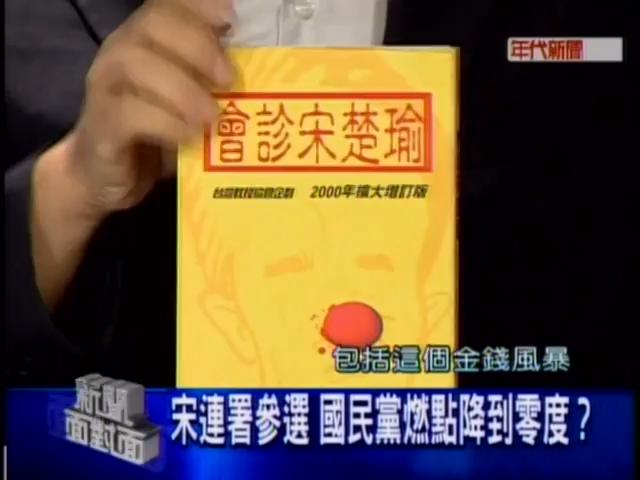 年代新聞
會診宋楚瑜
台灣教授協會企劃 2000年擴大增訂版
包括這個金錢風暴
新聞面對面
宋連署參選 國民黨燃點降到零度？